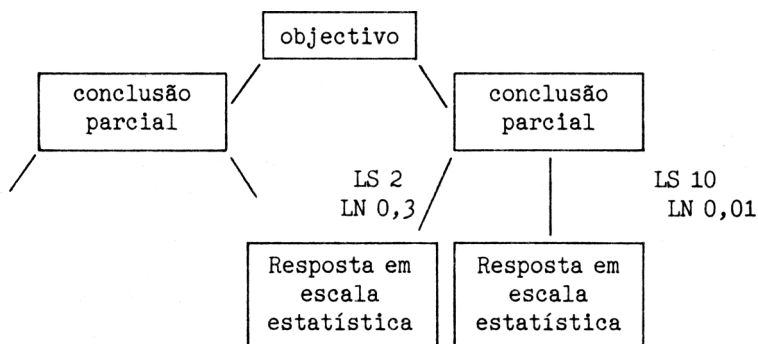 objectivo
conclusão
parcial
conclusão
parcial
LS 2
LN 0,3
LS 10
LN 0,01
Resposta em
escala
estatística
Resposta em
escala
estatística